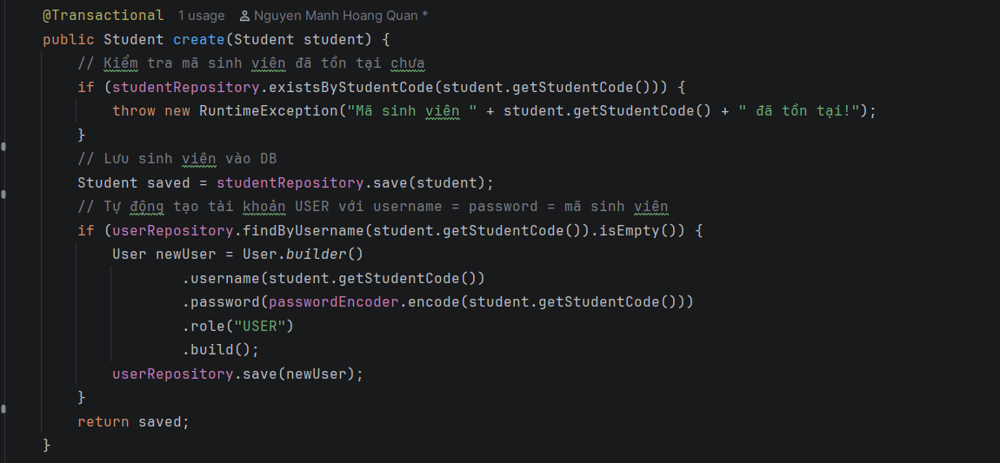 @Transactional 1 usage Nguyen Manh Hoang Quan *
public Student create(Student student) {
// Kiểm tra mã sinh viên đã tồn tại chưa
if (studentRepository.existsByStudentCode(student.getStudentCode())) {
throw new RuntimeException("Mã sinh viên " + student.getStudentCode() + " đã tồn tại!");
}
// Lưu sinh viên vào DB
Student saved = studentRepository.save(student);
// Tự động tạo tài khoản USER với username = password = mã sinh viên
if (userRepository.findByUsername(student.getStudentCode()).isEmpty()) {
User newUser = User.builder()
.username(student.getStudentCode())
.password(passwordEncoder.encode(student.getStudentCode()))
.role("USER")
.build();
userRepository.save(newUser);
}
return saved;
}